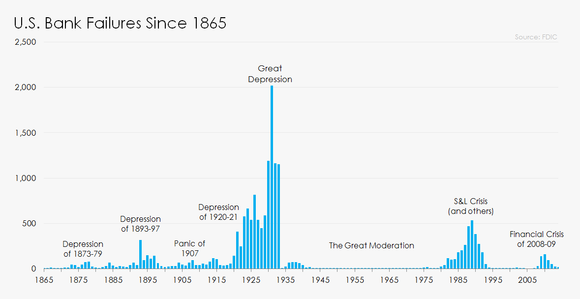 U.S. Bank Failures Since 1865
Source: FDIC
2,500
2,000
1,500
1,000
500
0
Great
Depression
Depression
of 1873-79
Depression
of 1893-97
Panic of
1907
Depression
of 1920-21
The Great Moderation
S&L Crisis
(and others)
Financial Crisis
of 2008-09
1865 1875 1885 1895 1905 1915 1925 1935 1945 1955 1965 1975 1985 1995 2005